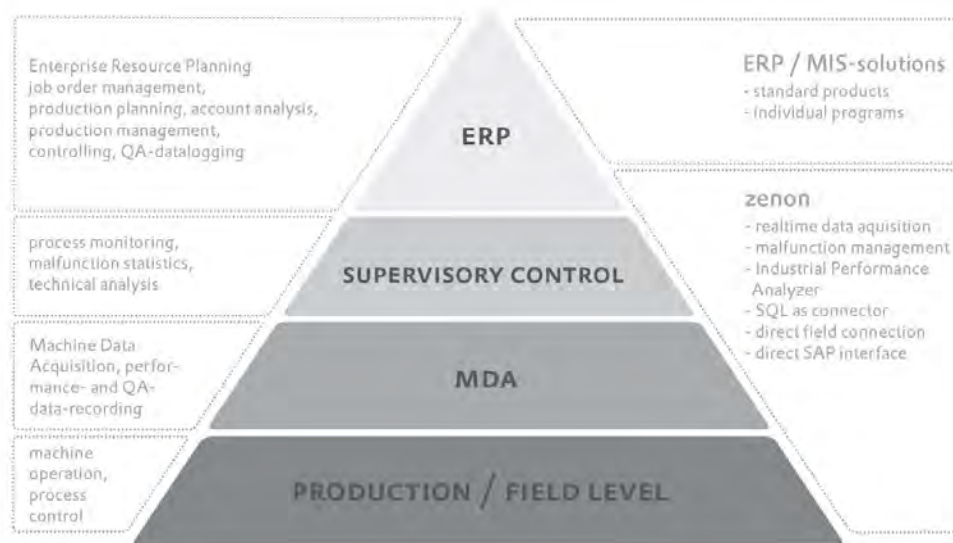 Enterprise Resource Planning
job order management,
production planning, account analysis,
production management,
controlling, QA-datalogging
ERP
ERP / MIS-solutions
- standard products
- individual programs
process monitoring,
malfunction statistics,
technical analysis
SUPERVISORY CONTROL
zenon
- realtime data aquisition
- malfunction management
- Industrial Performance
Analyzer
- SQL as connector
- direct field connection
- direct SAP interface
Machine Data
Acquisition, perfor-
mance- and QA-
data-recording
MDA
machine
operation,
process
control
PRODUCTION / FIELD LEVEL